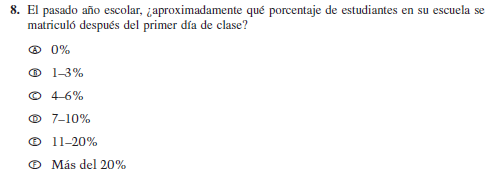 8. El pasado año escolar, ¿aproximadamente qué porcentaje de estudiantes en su escuela se
matriculó después del primer día de clase?
Ⓐ 0%
Ⓑ 1–3%
Ⓒ 4–6%
Ⓓ 7–10%
Ⓔ 11–20%
Ⓕ Más del 20%